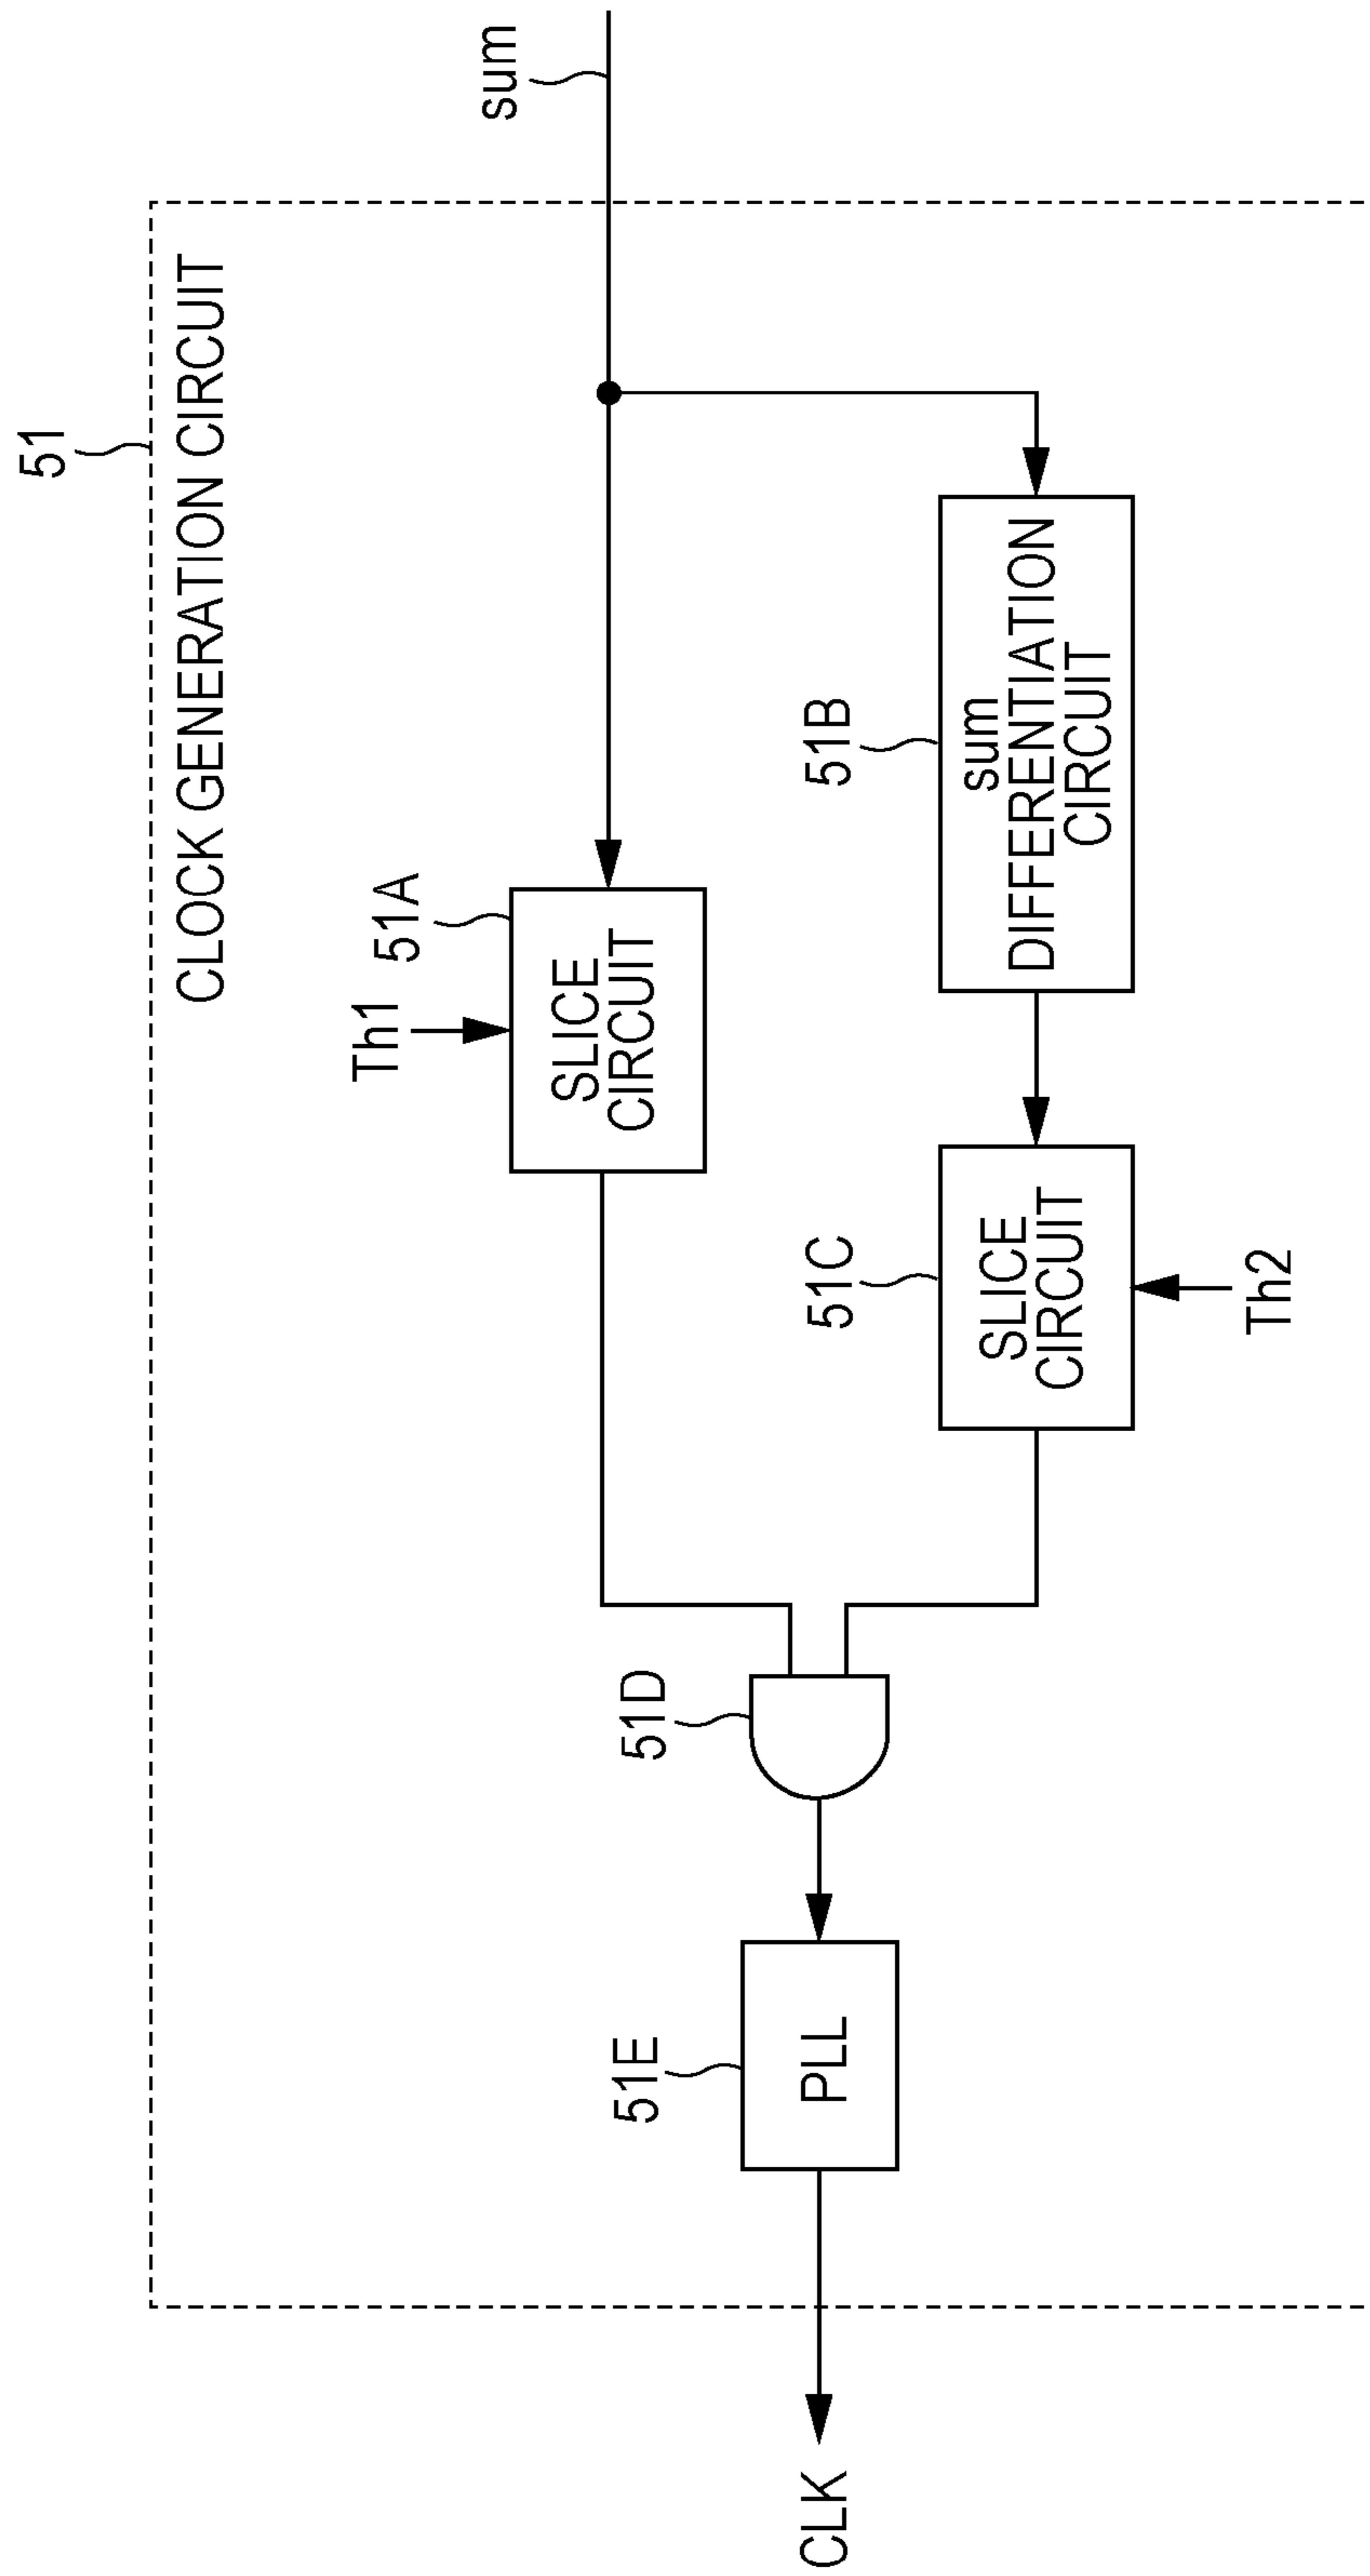 51
CLOCK GENERATION CIRCUIT
sum
Th1
51A
SLICE
CIRCUIT
51B
sum
DIFFERENTIATION
CIRCUIT
51C
SLICE
CIRCUIT
Th2
51D
51E
PLL
CLK